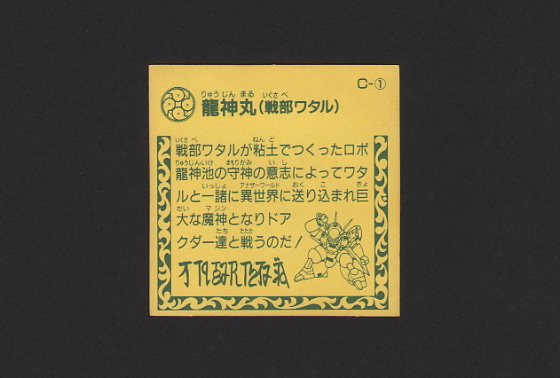 C-①
りゅうじんまる いくさべ
龍神丸(戦部ワタル)
いくさべ ねんど
戦部ワタルが粘土でつくったロボ
りゅうじんいけ まもりがみ いし
龍神池の守神の意志によってワタ
いっしょ アナザーワールド おくこ きょ
ルと一諸に異世界に送り込まれ巨
だい マシン
大な魔神となりドア
たち たたか
クダー達と戦うのだ!